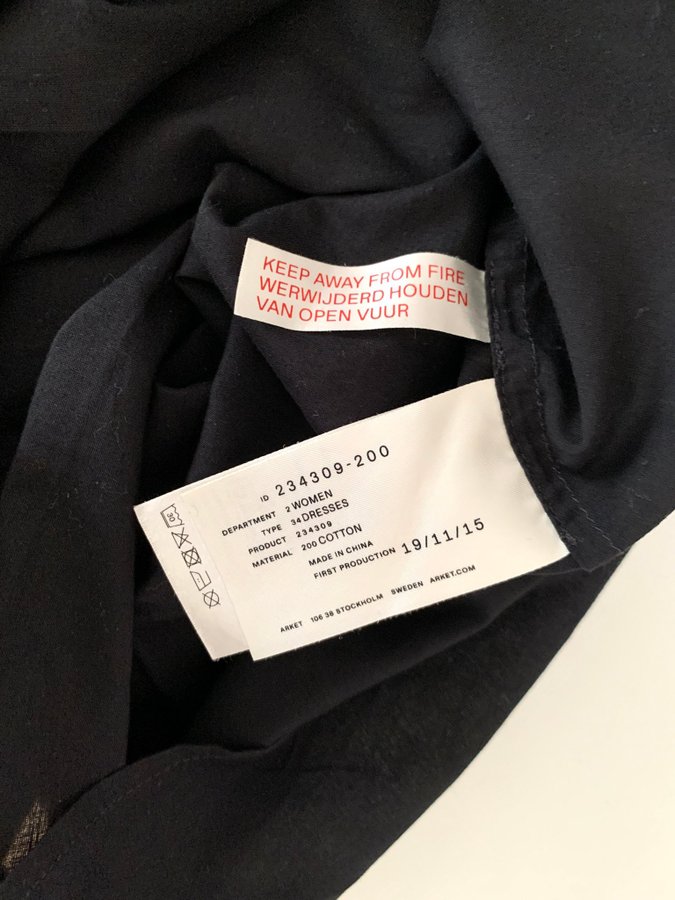 KEEP AWAY FROM FIRE
WERWIJDERD HOUDEN
VAN OPEN VUUR
ID 234309-200
DEPARTMENT 2 WOMEN
TYPE 34 DRESSES
PRODUCT 234309
MATERIAL 200 COTTON
MADE IN CHINA
FIRST PRODUCTION 19/11/15
ARKET 106 38 STOCKHOLM SWEDEN ARKET.COM